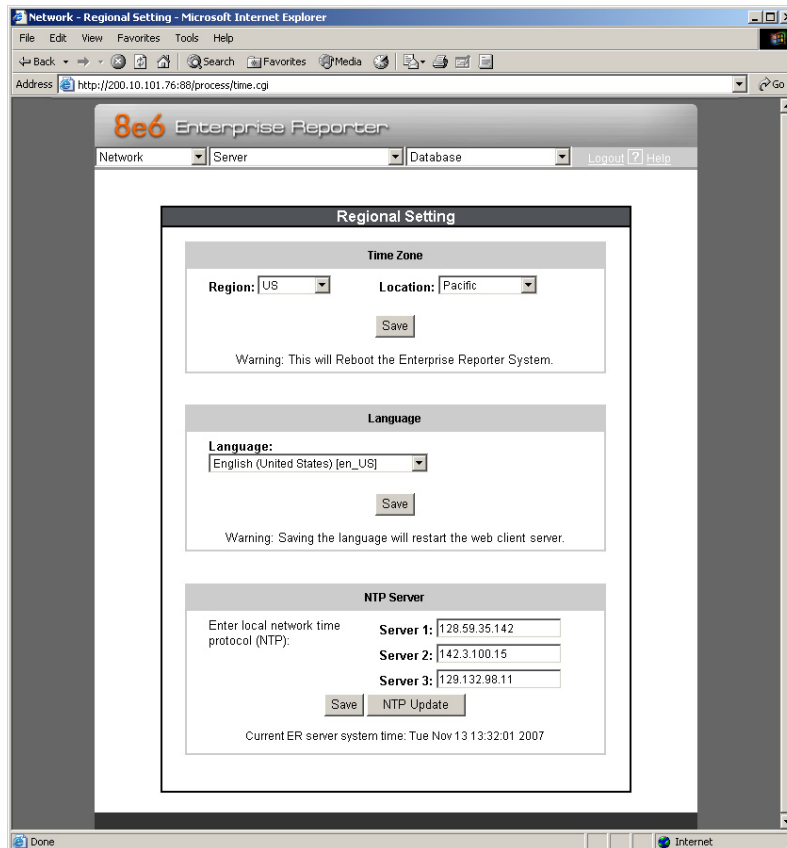 Network - Regional Setting - Microsoft Internet Explorer
File Edit View Favorites Tools Help
Back Search Favorites Media
Address http://200.10.101.76:88/process/time.cgi Go
8e6 Enterprise Reporter
Network Server Database Logout ? Help
Regional Setting
Time Zone
Region: US Location: Pacific
Save
Warning: This will Reboot the Enterprise Reporter System.
Language
Language:
English (United States) [en_US]
Save
Warning: Saving the language will restart the web client server.
NTP Server
Enter local network time
protocol (NTP):
Server 1: 128.59.35.142
Server 2: 142.3.100.15
Server 3: 129.132.98.11
Save NTP Update
Current ER server system time: Tue Nov 13 13:32:01 2007
Done Internet